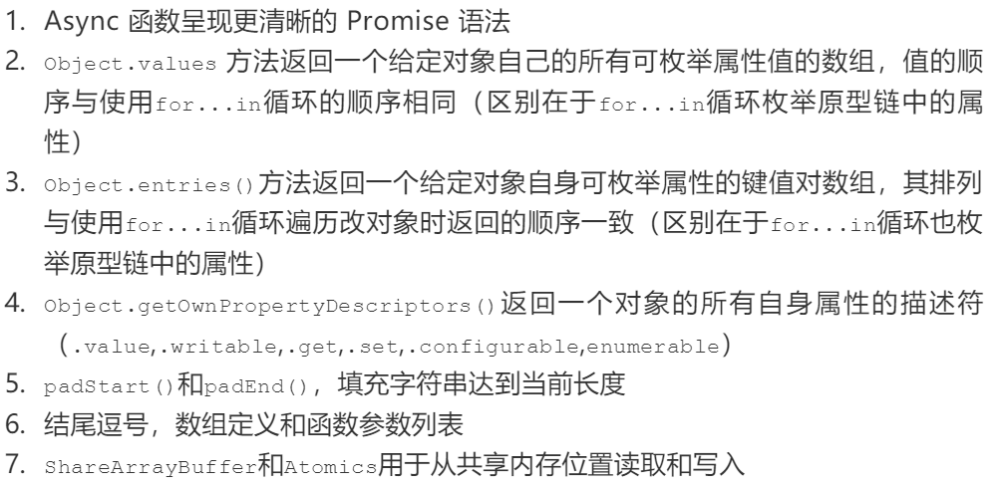 1. Async 函数呈现更清晰的 Promise 语法
2. Object.values 方法返回一个给定对象自己的所有可枚举属性值的数组，值的顺
序与使用for...in循环的顺序相同（区别在于for...in循环枚举原型链中的属
性）
3. Object.entries()方法返回一个给定对象自身可枚举属性的键值对数组，其排列
与使用for...in循环遍历改对象时返回的顺序一致（区别在于for...in循环也枚
举原型链中的属性）
4. Object.getOwnPropertyDescriptors()返回一个对象的所有自身属性的描述符
（.value,.writable,.get,.set,.configurable,enumerable）
5. padStart()和padEnd()，填充字符串达到当前长度
6. 结尾逗号，数组定义和函数参数列表
7. ShareArrayBuffer和Atomics用于从共享内存位置读取和写入